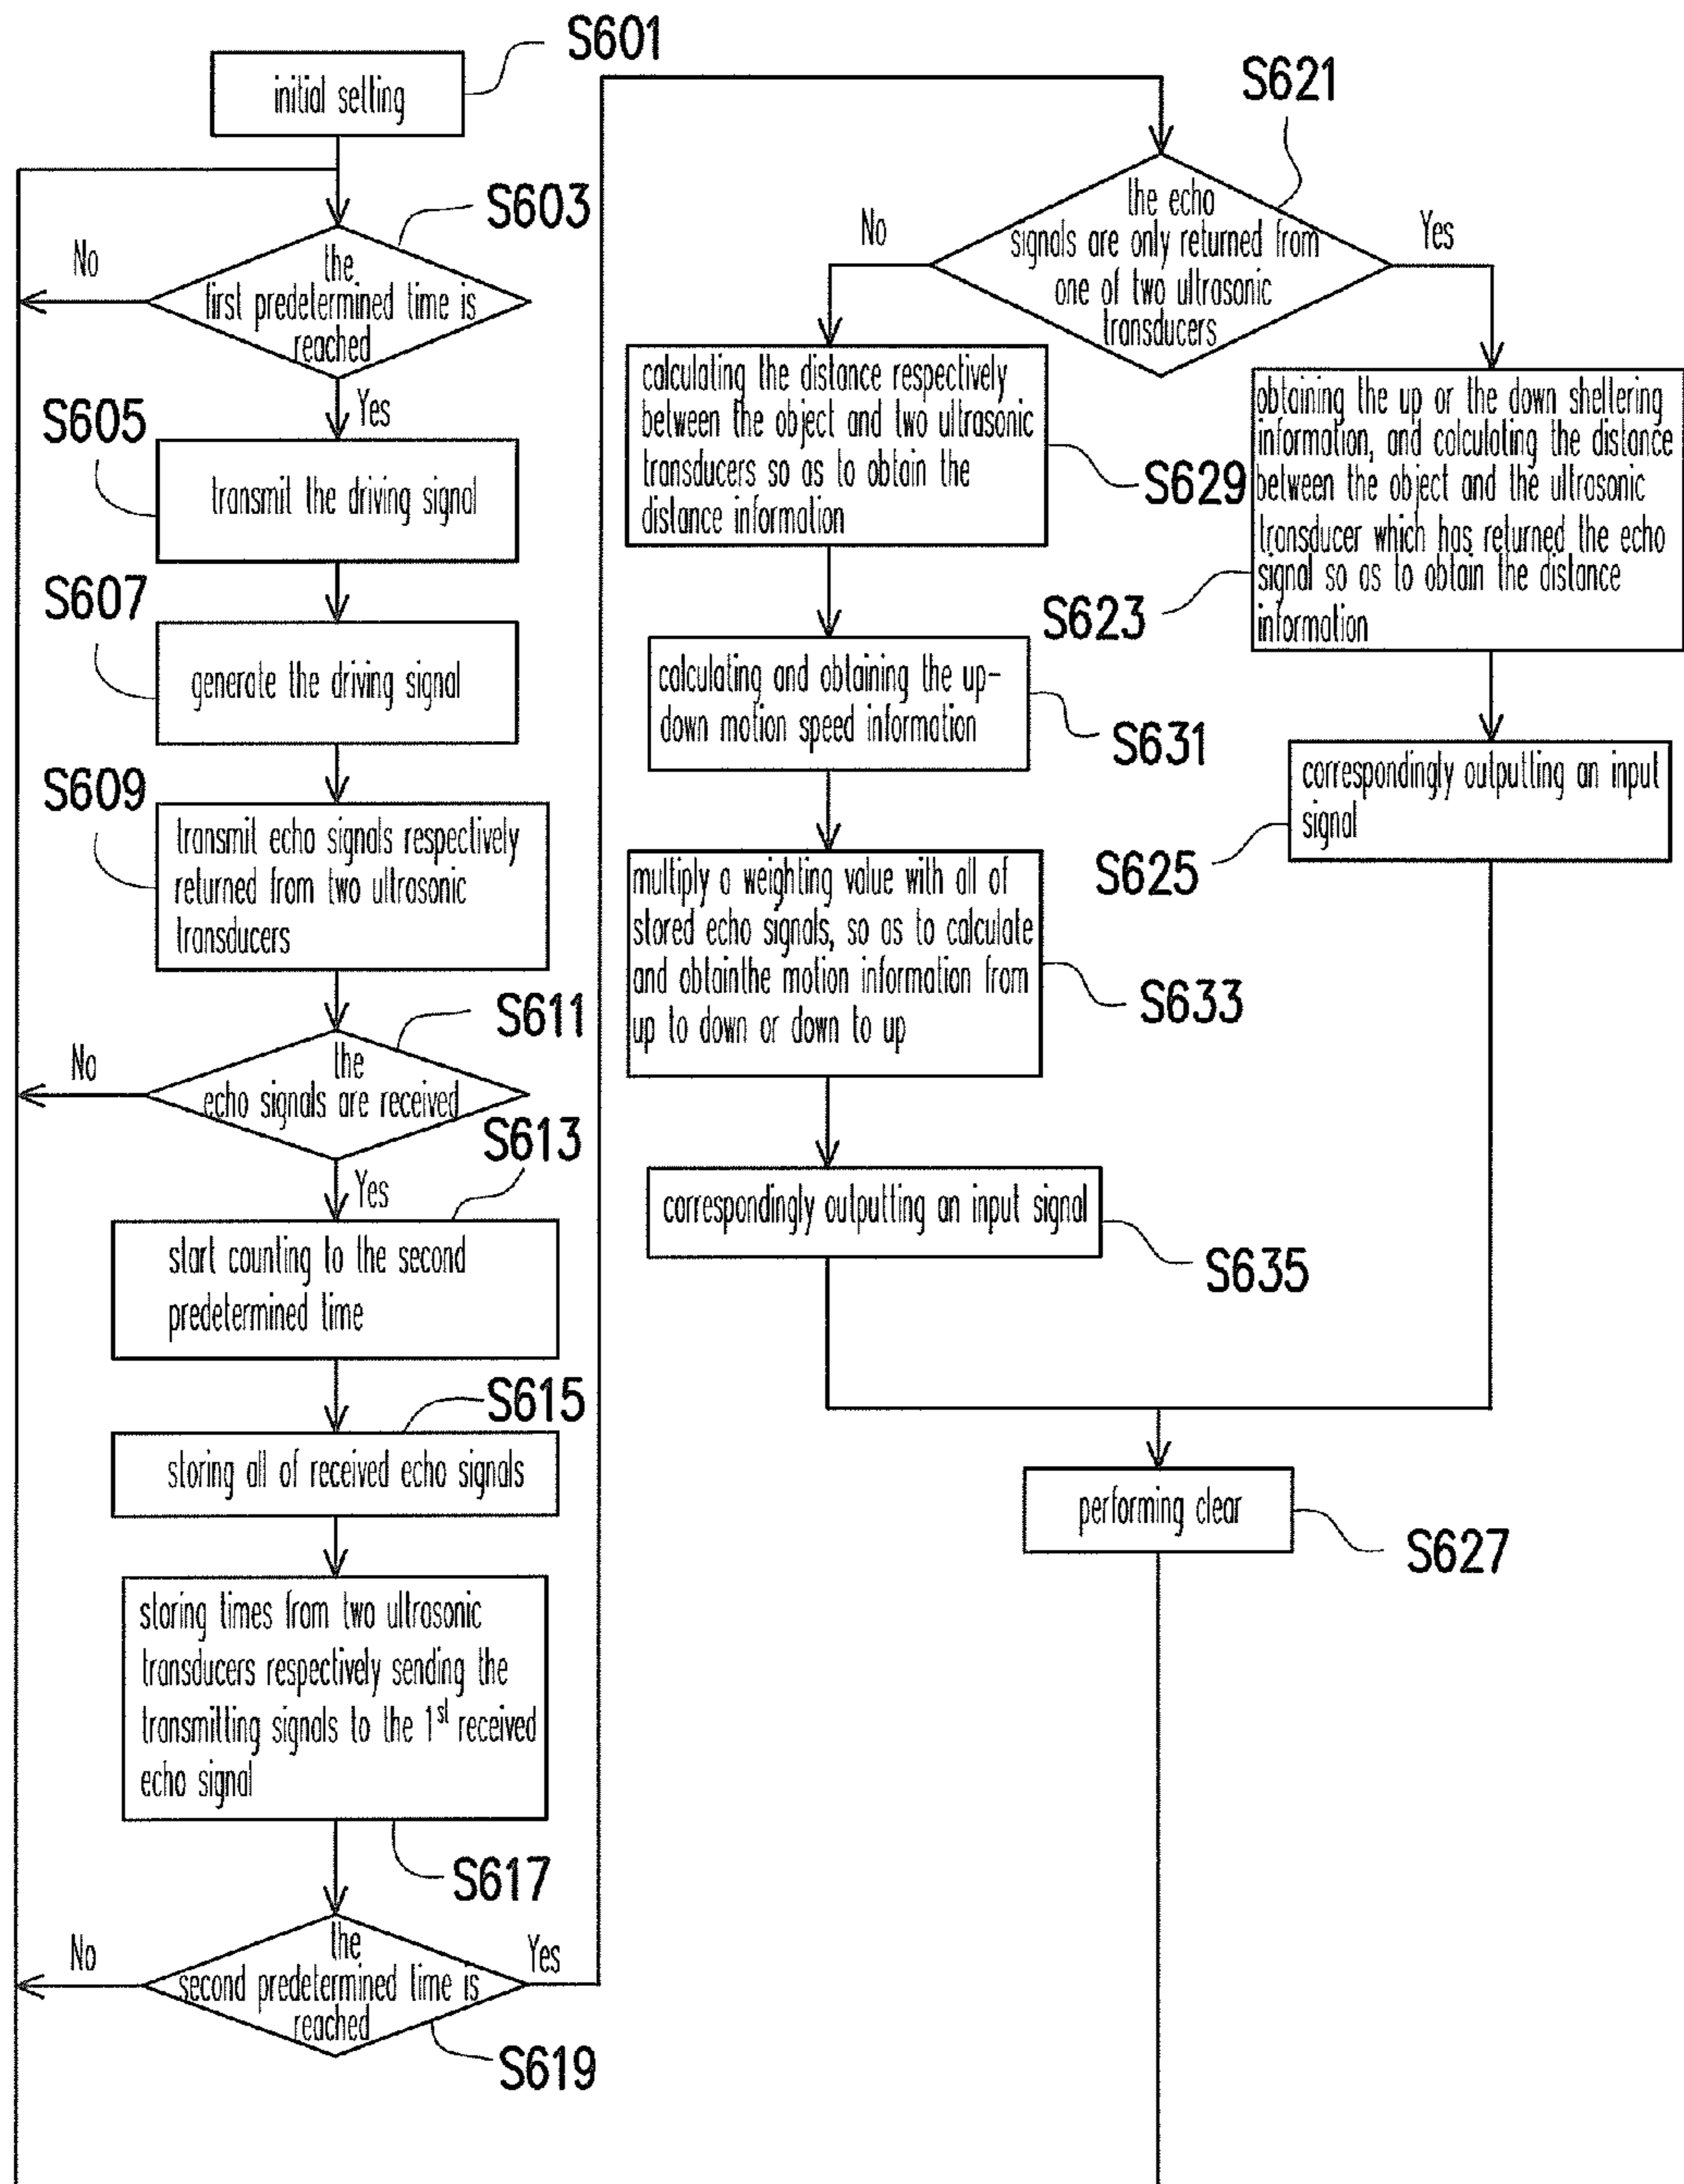 S601
initial setting
S603
No
the
first predetermined time is
reached
Yes
S605
transmit the driving signal
S607
generate the driving signal
S609
transmit echo signals respectively
returned from two ultrasonic
transducers
S611
No
the
echo signals are received
S613
Yes
start counting to the second
predetermined time
S615
storing all of received echo signals
storing times from two ultrasonic
transducers respectively sending the
transmitting signals to the 1st received
echo signal
S617
No
the
second predetermined time is
reached
Yes
S619
S621
the echo
signals are only returned from
one of two ultrasonic
transducers
No
Yes
calculating the distance respectively
between the object and two ultrasonic
transducers so as to obtain the
distance information
S629
calculating and obtaining the up-
down motion speed information
S631
multiply a weighting value with all of
stored echo signals, so as to calculate
and obtainthe motion information from
up to down or down to up
S633
correspondingly outputting an input signal
S635
obtaining the up or the down sheltering
information, and calculating the distance
between the object and the ultrasonic
transducer which has returned the echo
signal so as to obtain the distance
information
S623
correspondingly outputting an input
signal
S625
performing clear
S627